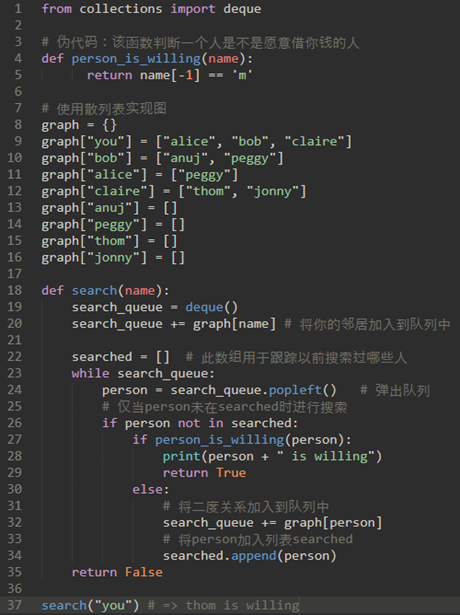 1 from collections import deque
2
3 # 伪代码：该函数判断一个人是不是愿意借你钱的人
4 def person_is_willing(name):
5 return name[-1] == 'm'
6
7 # 使用散列表实现图
8 graph = {}
9 graph["you"] = ["alice", "bob", "claire"]
10 graph["bob"] = ["anuj", "peggy"]
11 graph["alice"] = ["peggy"]
12 graph["claire"] = ["thom", "jonny"]
13 graph["anuj"] = []
14 graph["peggy"] = []
15 graph["thom"] = []
16 graph["jonny"] = []
17
18 def search(name):
19 search_queue = deque()
20 search_queue += graph[name] # 将你的邻居加入到队列中
21
22 searched = [] # 此数组用于跟踪以前搜索过哪些人
23 while search_queue:
24 person = search_queue.popleft() # 弹出队列
25 # 仅当person未在searched时进行搜索
26 if person not in searched:
27 if person_is_willing(person):
28 print(person + " is willing")
29 return True
30 else:
31 # 将二度关系加入到队列中
32 search_queue += graph[person]
33 # 将person加入列表searched
34 searched.append(person)
35 return False
36
37 search("you") # => thom is willing